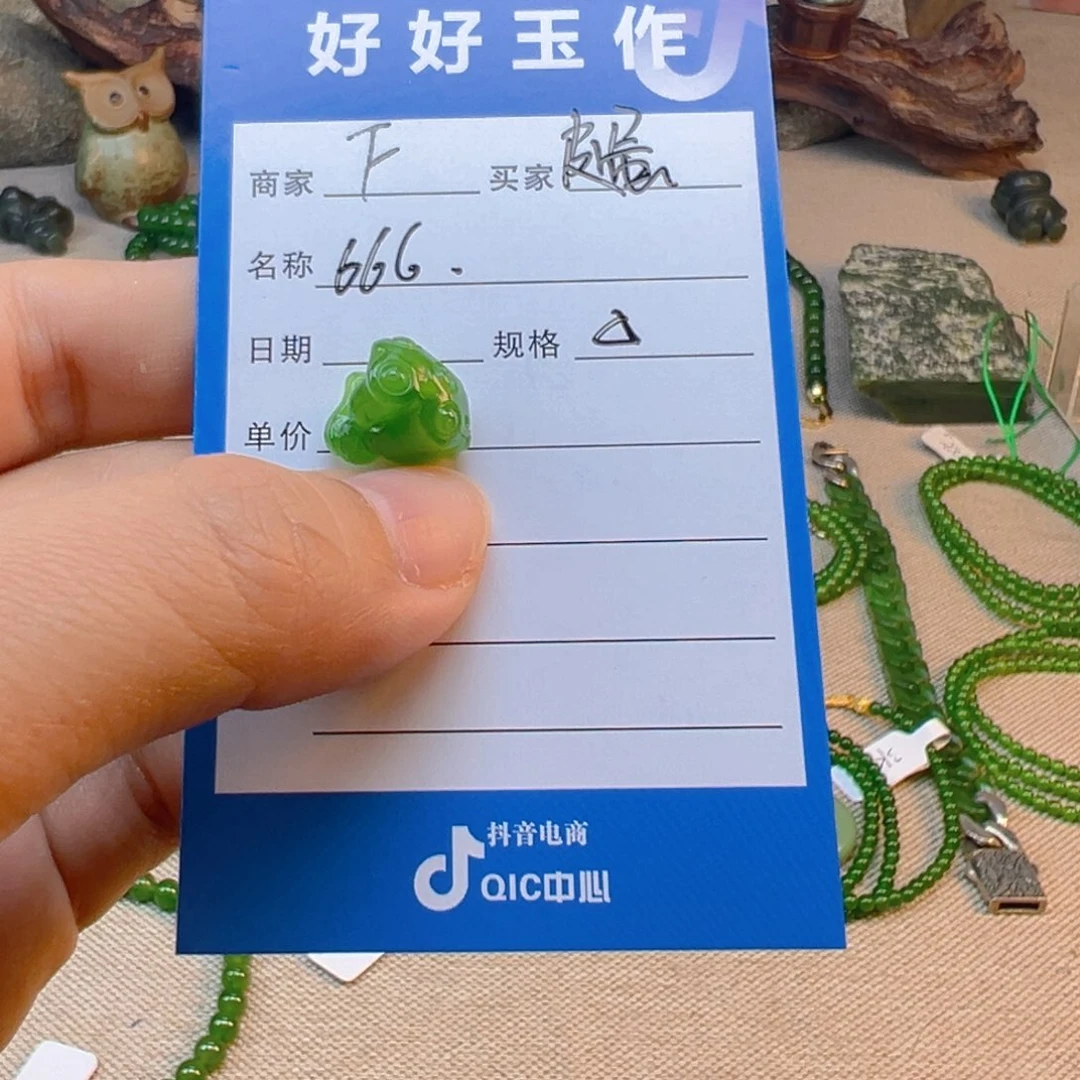 好好玉作
商家 下 买家
名称 666.
日期 规格 △
单价
抖音电商
QIC中心